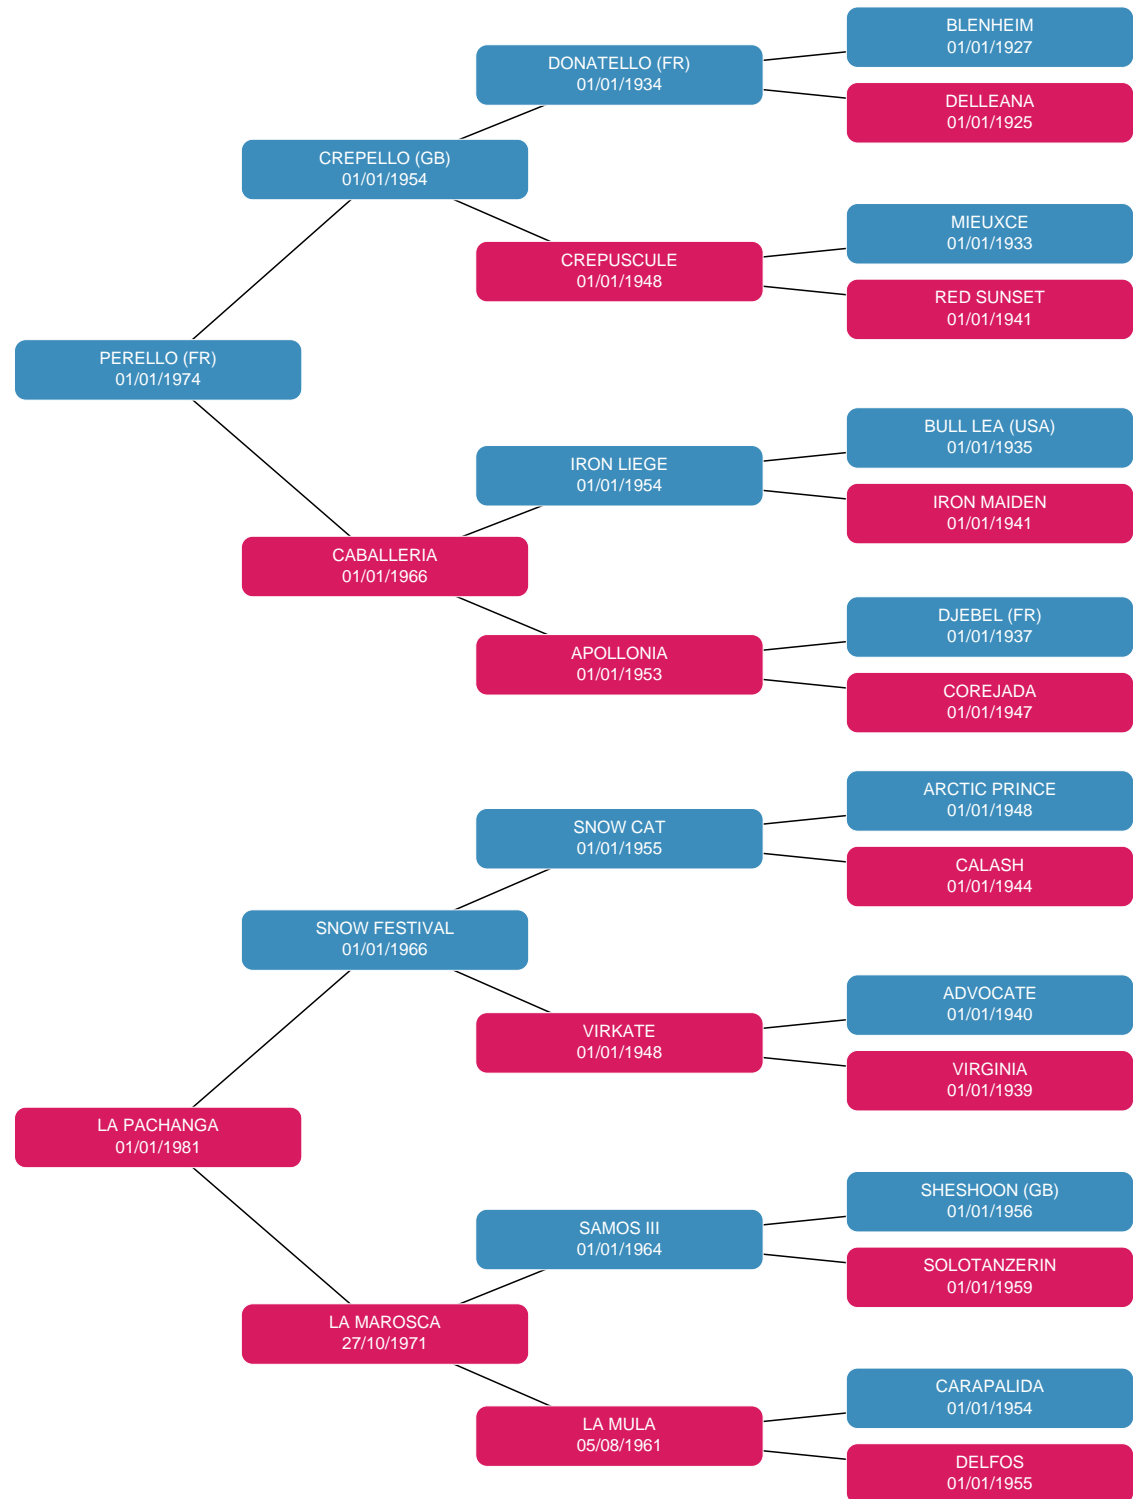 BLENHEIM
01/01/1927
DONATELLO (FR)
01/01/1934
DELLEANA
01/01/1925
CREPELLO (GB)
01/01/1954
MIEUXCE
01/01/1933
CREPUSCULE
01/01/1948
RED SUNSET
01/01/1941
PERELLO (FR)
01/01/1974
BULL LEA (USA)
01/01/1935
IRON LIEGE
01/01/1954
IRON MAIDEN
01/01/1941
CABALLERIA
01/01/1966
DJEBEL (FR)
01/01/1937
APOLLONIA
01/01/1953
COREJADA
01/01/1947
ARCTIC PRINCE
01/01/1948
SNOW CAT
01/01/1955
CALASH
01/01/1944
SNOW FESTIVAL
01/01/1966
ADVOCATE
01/01/1940
VIRKATE
01/01/1948
VIRGINIA
01/01/1939
LA PACHANGA
01/01/1981
SHESHOON (GB)
01/01/1956
SAMOS III
01/01/1964
SOLOTANZERIN
01/01/1959
LA MAROSCA
27/10/1971
CARAPALIDA
01/01/1954
LA MULA
05/08/1961
DELFOS
01/01/1955